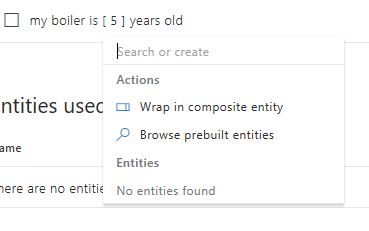 my boiler is [ 5 ] years old
Search or create
Actions
Wrap in composite entity
ntities used
Browse prebuilt entities
ame
Entities
here are no entitie
No entities found